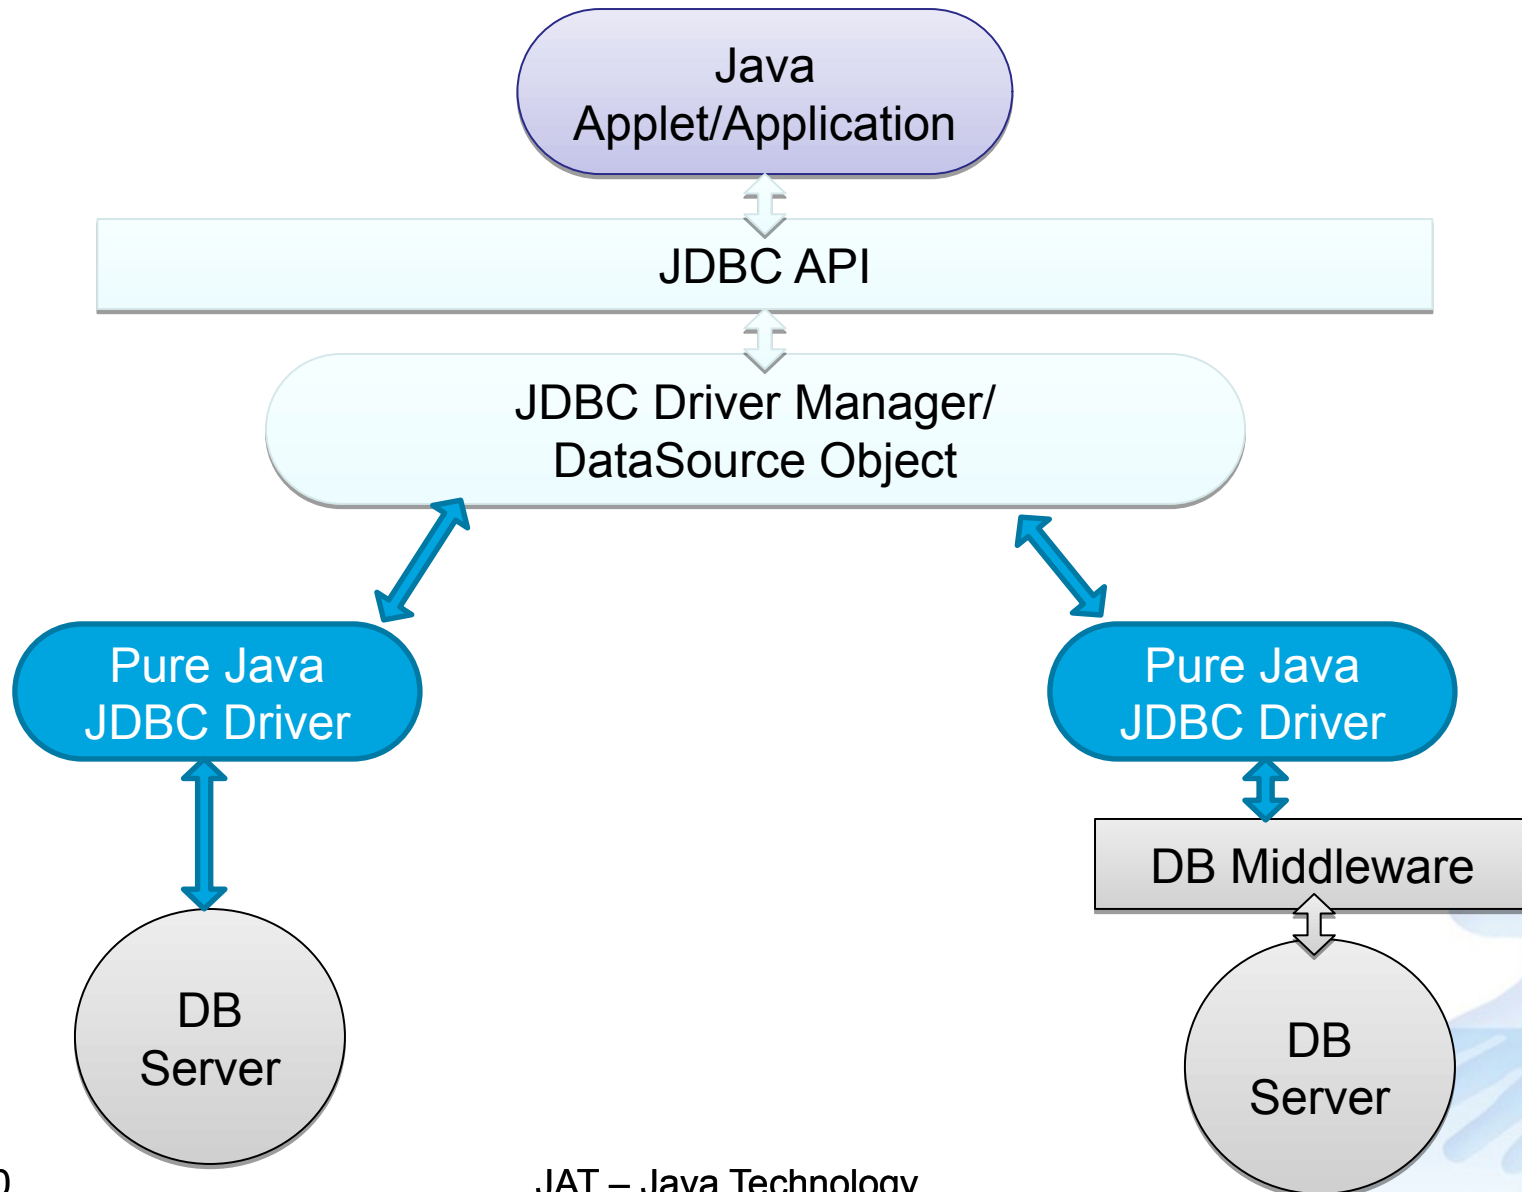 Java
Applet/Application
JDBC API
JDBC Driver Manager/
DataSource Object
Pure Java
JDBC Driver
Pure Java
JDBC Driver
DB Middleware
DB
Server
DB
Server
0
JAT – Java Technology